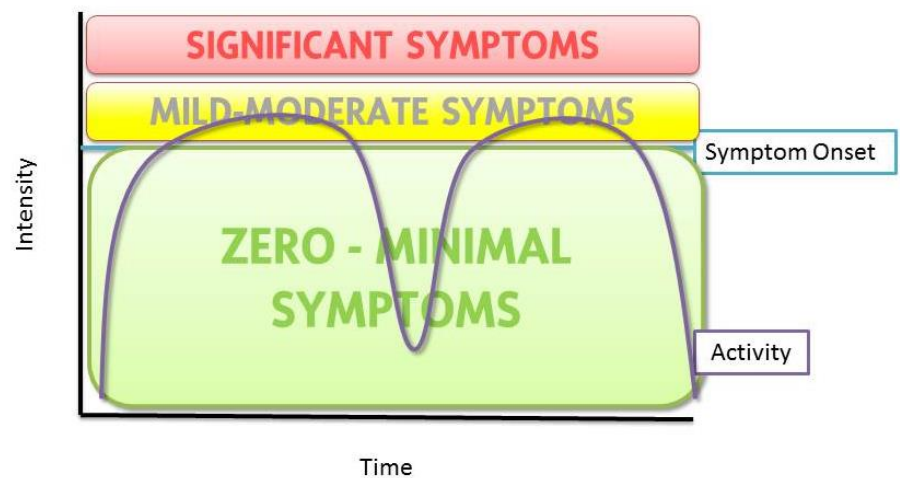 SIGNIFICANT SYMPTOMS
MILD-MODERATE SYMPTOMS
Symptom Onset
Intensity
ZERO - MINIMAL
SYMPTOMS
Activity
Time